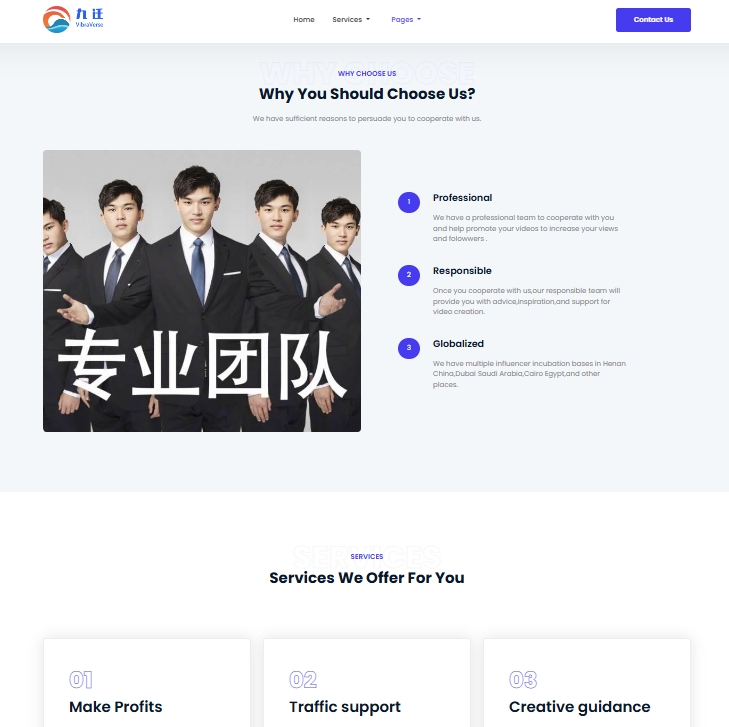 九 迁
VibraVerse
Home Services Pages Contact Us
WHY CHOOSE
WHY CHOOSE US
Why You Should Choose Us?
We have sufficient reasons to persuade you to cooperate with us.
专业团队
1 Professional
We have a professional team to cooperate with you
and help promote your videos to increase your views
and folowwers .
2 Responsible
Once you cooperate with us,our responsible team will
provide you with advice,inspiration,and support for
video creation.
3 Globalized
We have multiple influencer incubation bases in Henan
China,Dubai Saudi Arabia,Cairo Egypt,and other
places.
SERVICES
SERVICES
Services We Offer For You
01 02 03
Make Profits Traffic support Creative guidance